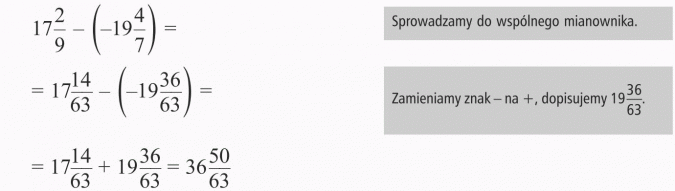 17 2/9 – (–19 4/7) =
Sprowadzamy do wspólnego mianownika.
= 17 14/63 – (–19 36/63) =
Zamieniamy znak – na +, dopisujemy 19 36/63.
= 17 14/63 + 19 36/63 = 36 50/63